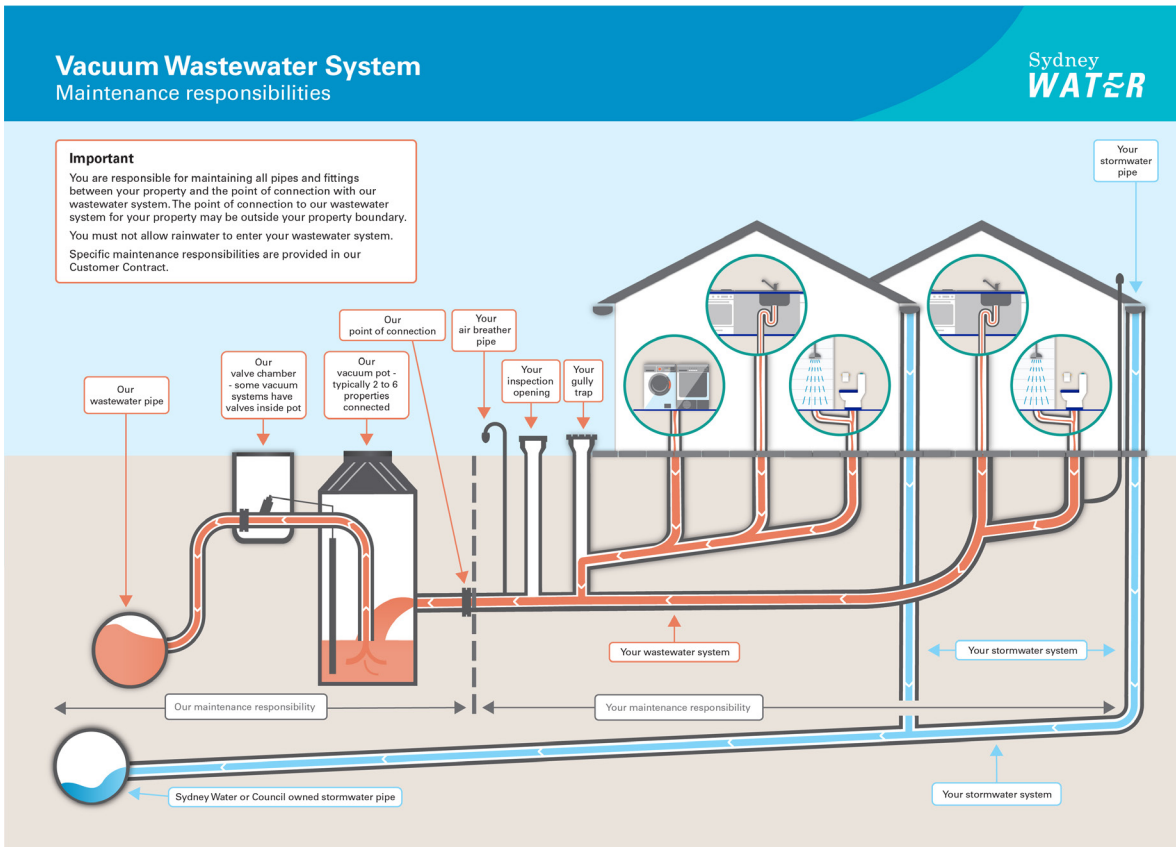 Vacuum Wastewater System
Maintenance responsibilities
Sydney
WATER
Important
You are responsible for maintaining all pipes and fittings
between your property and the point of connection with our
wastewater system. The point of connection to our wastewater
system for your property may be outside your property boundary.
You must not allow rainwater to enter your wastewater system.
Specific maintenance responsibilities are provided in our
Customer Contract.
Your
stormwater
pipe
Our
point of connection
Your
air breather
pipe
Our
wastewater pipe
Our
valve chamber
- some vacuum
systems have
valves inside pot
Our
vacuum pot -
typically 2 to 6
properties
connected
Your
inspection
opening
Your
gully
trap
Your wastewater system
Your stormwater system
Our maintenance responsibility
Your maintenance responsibility
Sydney Water or Council owned stormwater pipe
Your stormwater system